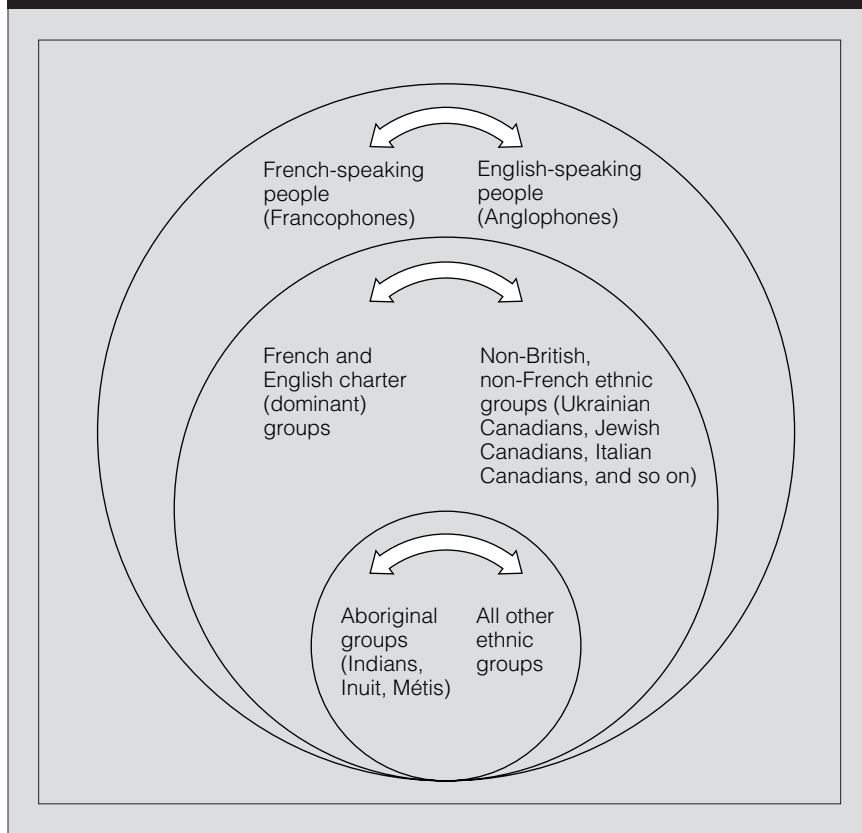 French-speaking
people
(Francophones)
English-speaking
people
(Anglophones)
French and
English charter
(dominant)
groups
Non-British,
non-French ethnic
groups (Ukrainian
Canadians, Jewish
Canadians, Italian
Canadians, and so on)
Aboriginal
groups
(Indians,
Inuit, Métis)
All other
ethnic
groups